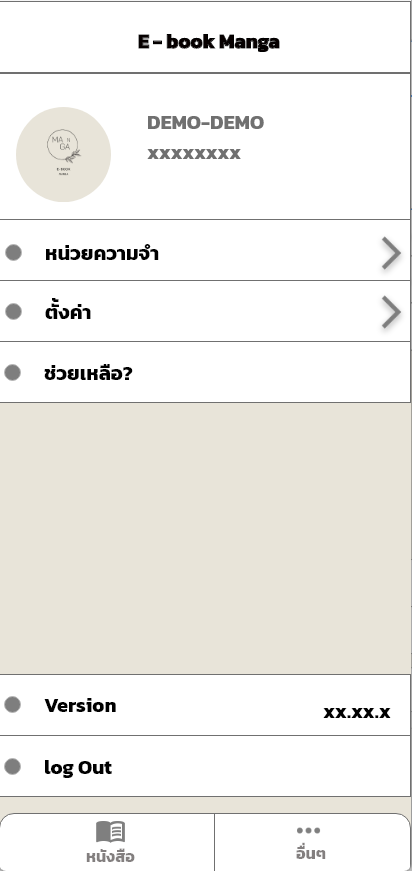 E - book Manga
MA N
GA
E-BOOK
DEMO-DEMO
xxxxxxxx
หน่วยความจำ
ตั้งค่า
ช่วยเหลือ?
Version
xx.xx.x
log Out
หนังสือ
อื่นๆ